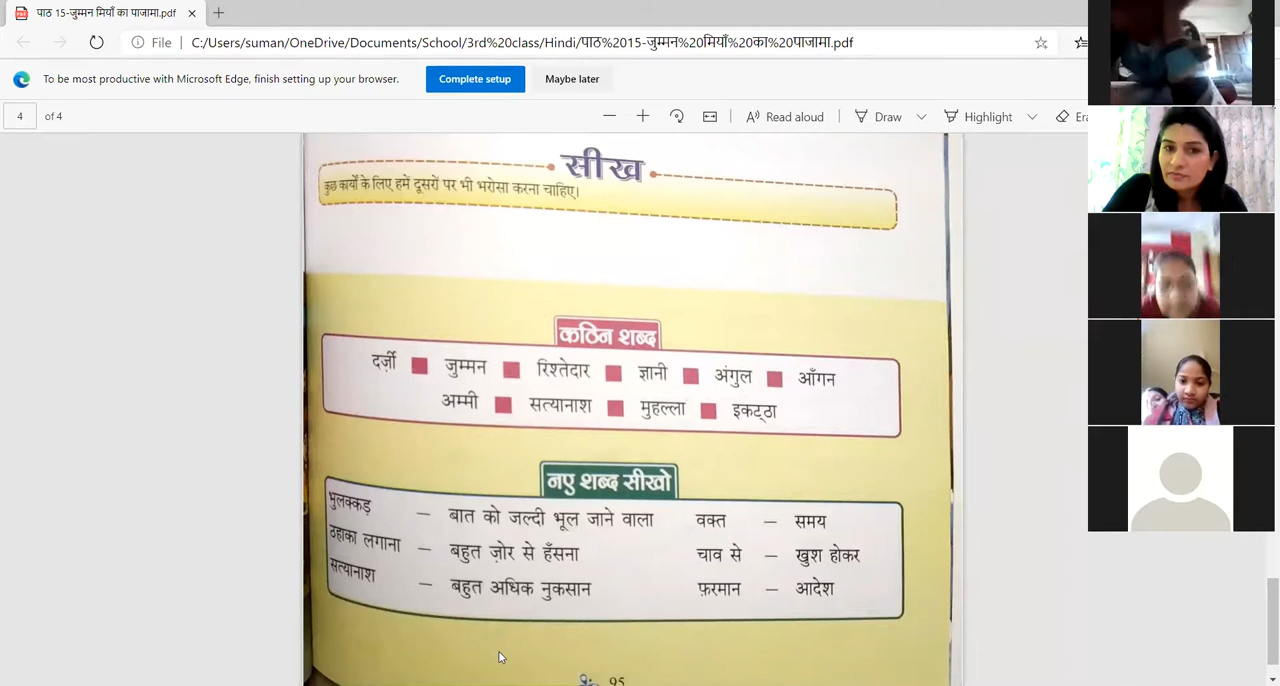 पाठ 15-जुम्मन मियाँ का पाजामा.pdf
File | C:/Users/suman/OneDrive/Documents/School/3rd%20class/Hindi/पाठ%2015-जुम्मन%20मियाँ%20का%20पाजामा.pdf
To be most productive with Microsoft Edge, finish setting up your browser. Complete setup Maybe later
4 of 4 Read aloud Draw Highlight
सीख
कुछ कार्यों के लिए हमें दूसरों पर भी भरोसा करना चाहिए।
कठिन शब्द
दर्ज़ी जुम्मन रिश्तेदार ज्ञानी अंगुल आँगन
अम्मी सत्यानाश मुहल्ला इकट्ठा
नए शब्द सीखो
भुलक्कड़ – बात को जल्दी भूल जाने वाला वक्त – समय
ठहाका लगाना – बहुत ज़ोर से हँसना चाव से – खुश होकर
सत्यानाश – बहुत अधिक नुकसान फ़रमान – आदेश
95